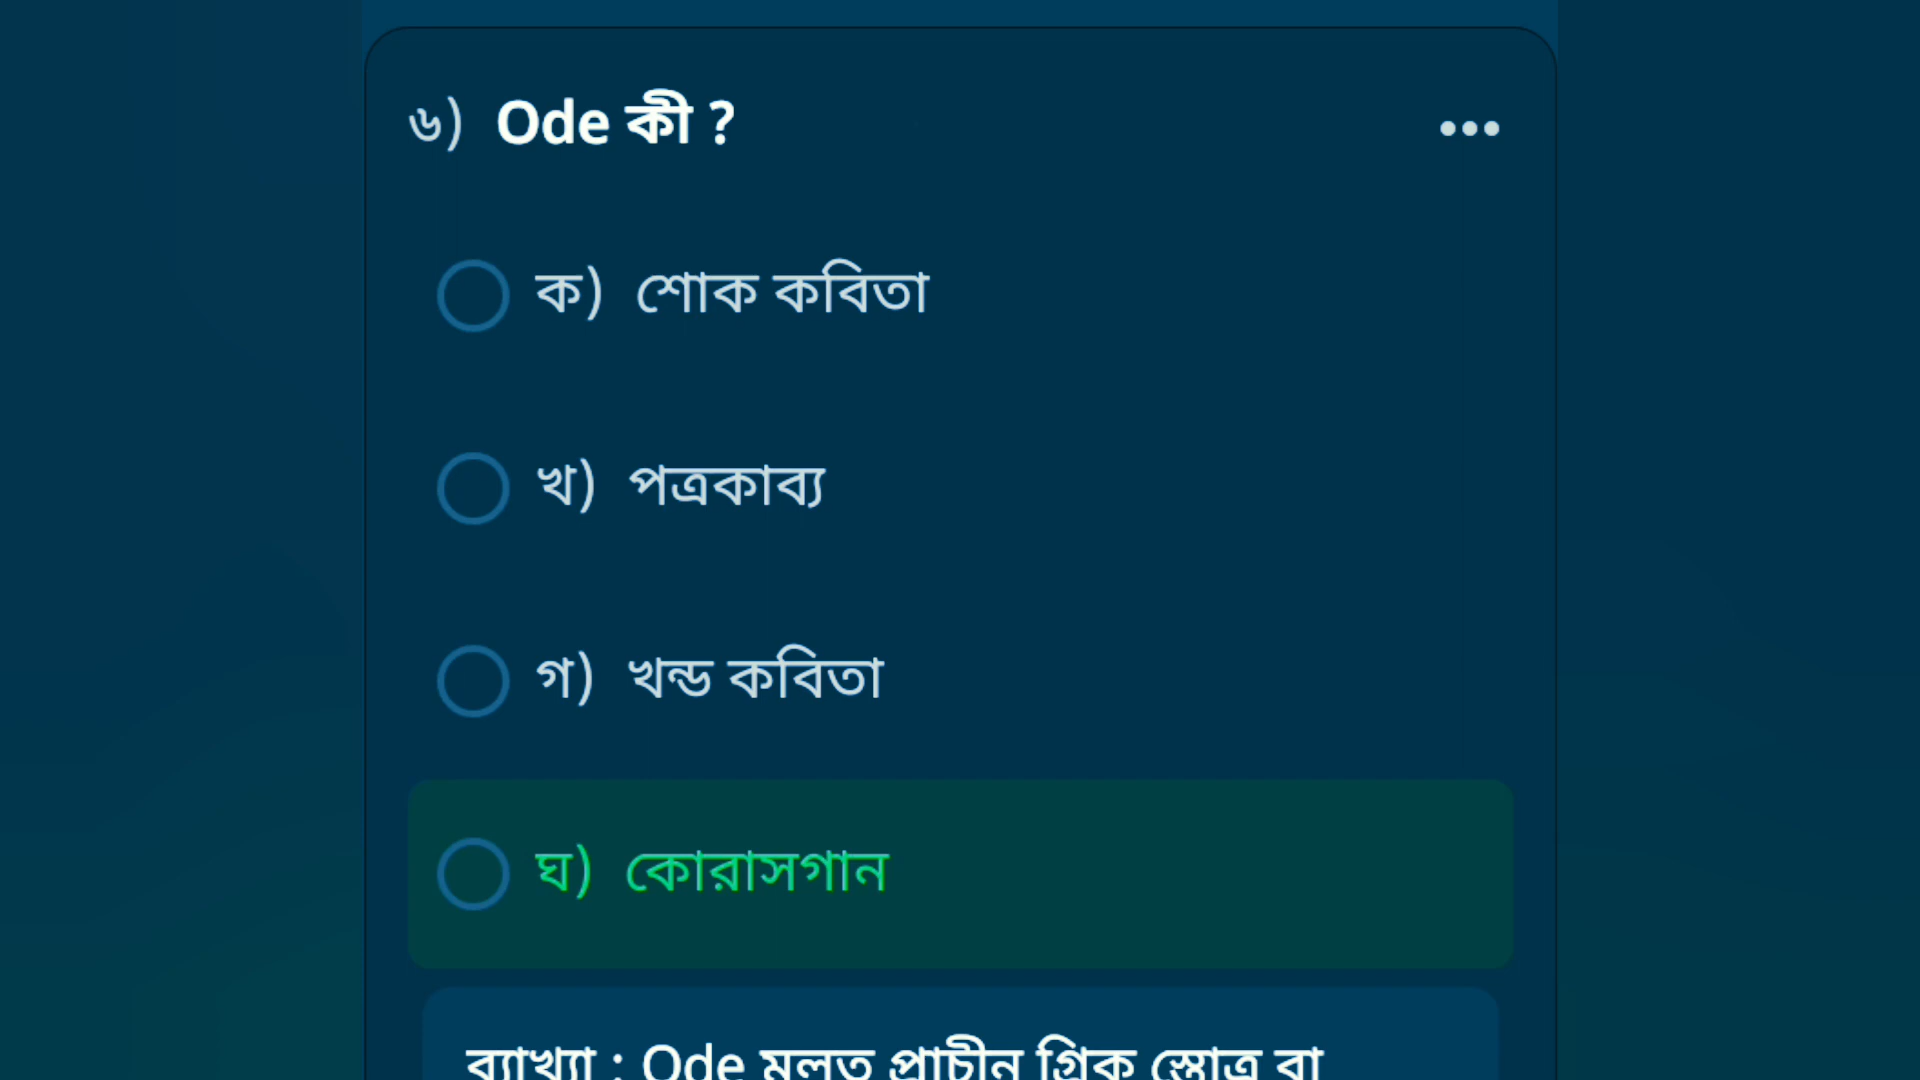 ৬) Ode কী ?
ক) শোক কবিতা
খ) পত্রকাব্য
গ) খন্ড কবিতা
ঘ) কোরাসগান
ব্যাখ্যা : Ode মূলত প্রাচীন গ্রিক স্তোত্র বা